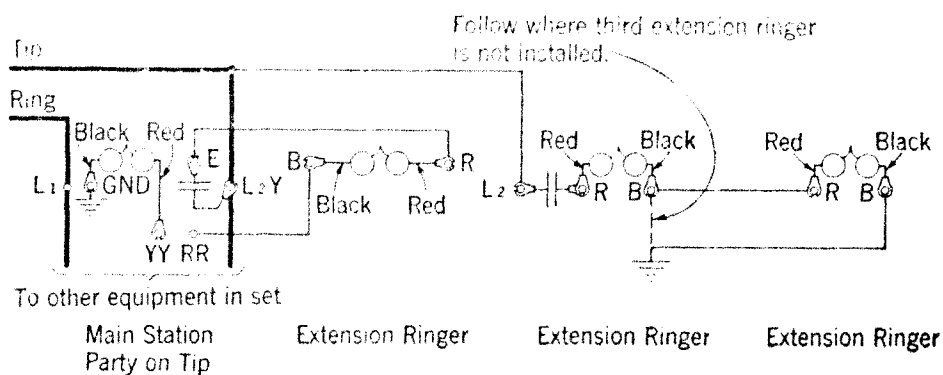 Follow where third extension ringer
is not installed.
Tip
Ring
Black Red
E
B
R
Red
Black
Red
Black
L1
GND
L2Y
Black
Red
L2
R
B
R
B
YY RR
To other equipment in set
Main Station
Party on Tip
Extension Ringer
Extension Ringer
Extension Ringer